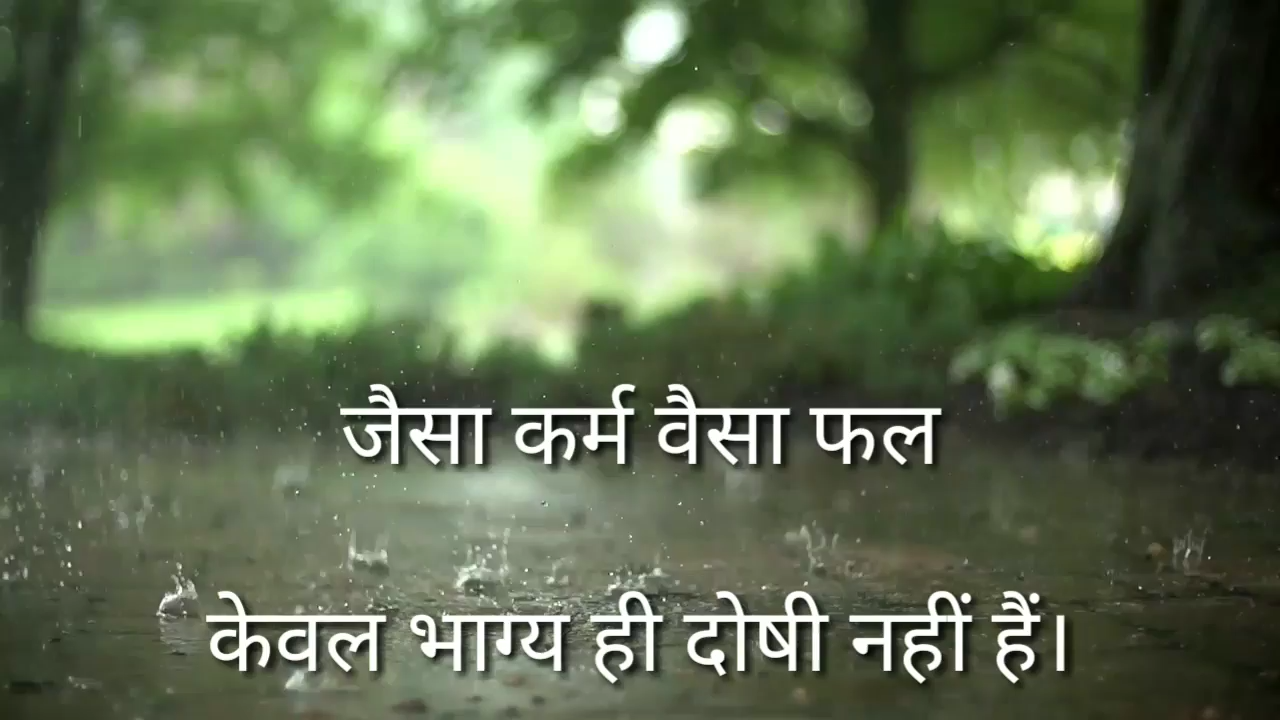 जैसा कर्म वैसा फल
केवल भाग्य ही दोषी नहीं हैं।